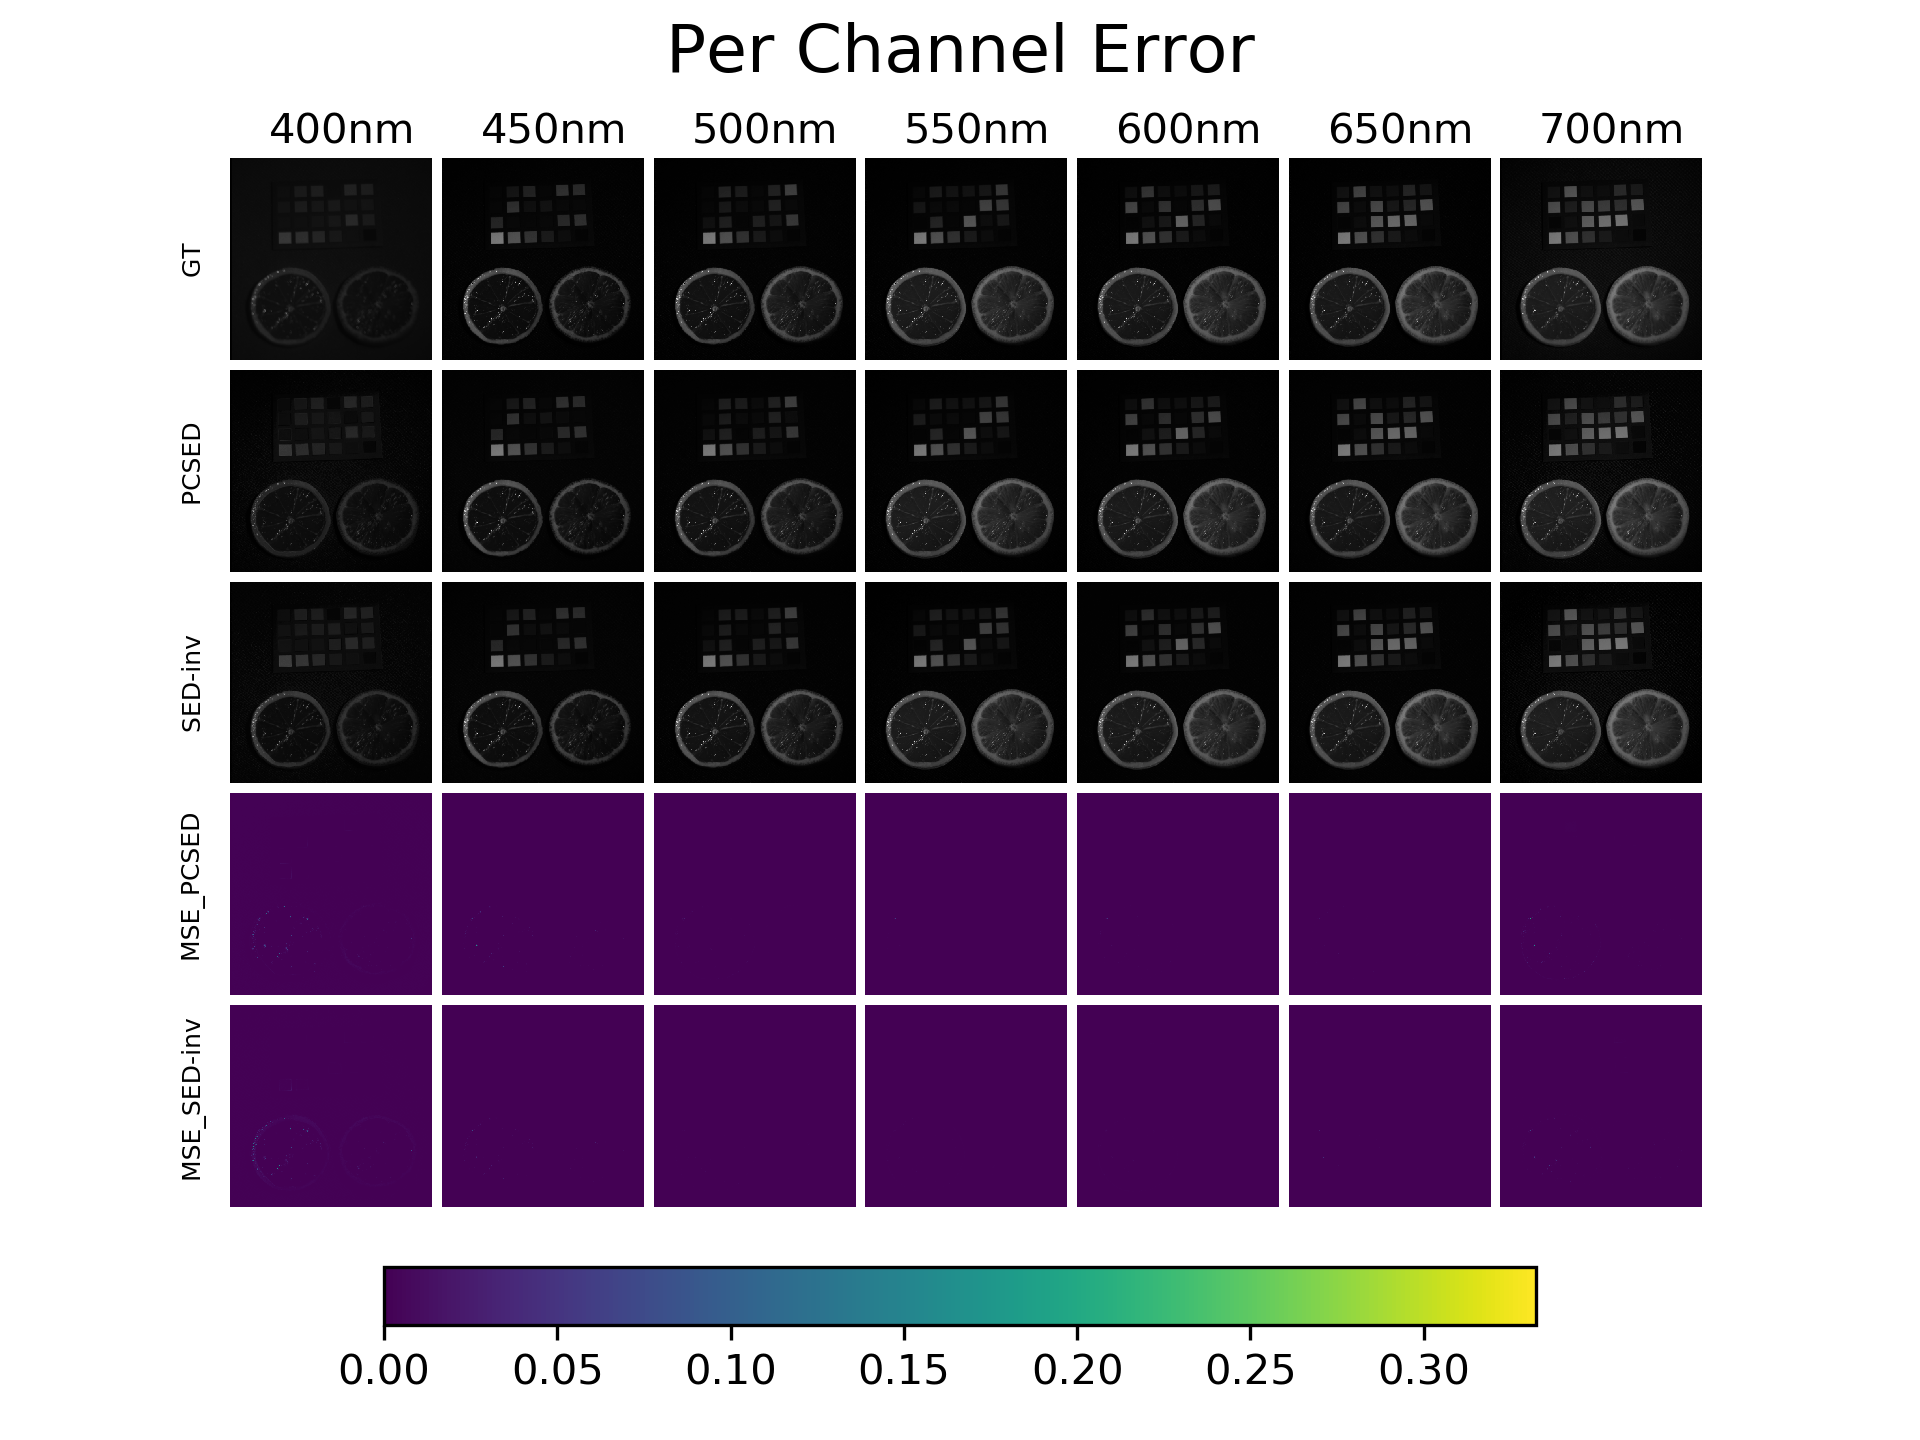 Per Channel Error
400nm 450nm 500nm 550nm 600nm 650nm 700nm
GT
PCSED
SED-inv
MSE_PCSED
MSE_SED-inv
0.00 0.05 0.10 0.15 0.20 0.25 0.30